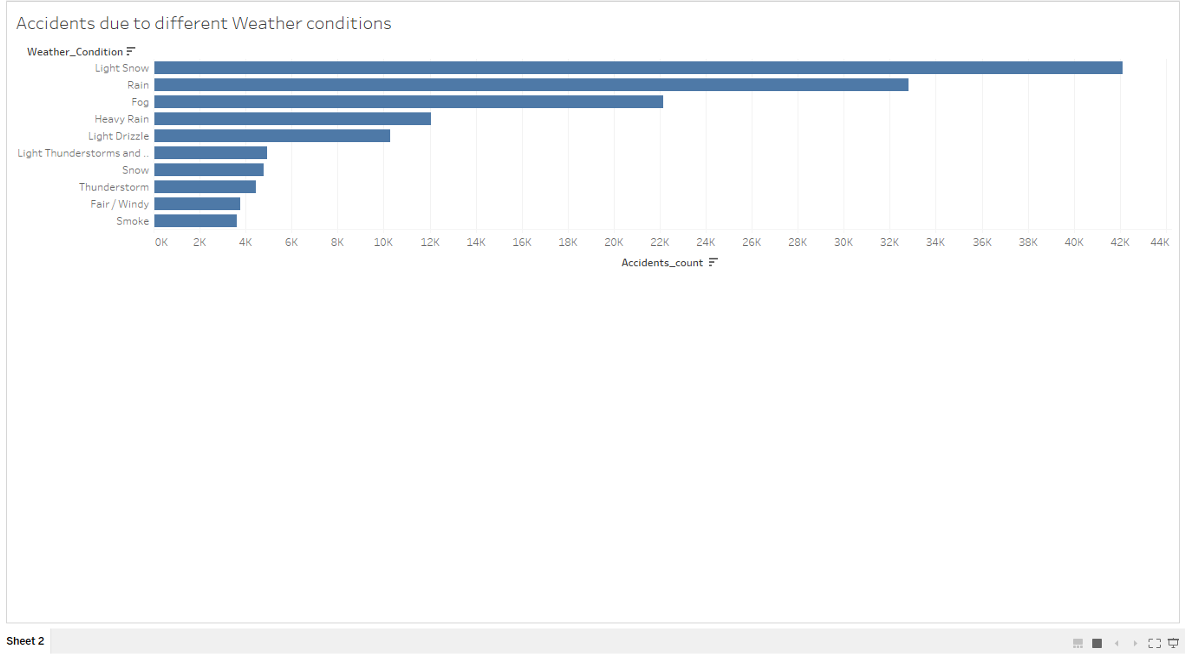 Accidents due to different Weather conditions
Weather_Condition
Light Snow
Rain
Fog
Heavy Rain
Light Drizzle
Light Thunderstorms and ..
Snow
Thunderstorm
Fair / Windy
Smoke
0K 2K 4K 6K 8K 10K 12K 14K 16K 18K 20K 22K 24K 26K 28K 30K 32K 34K 36K 38K 40K 42K 44K
Accidents_count
Sheet 2